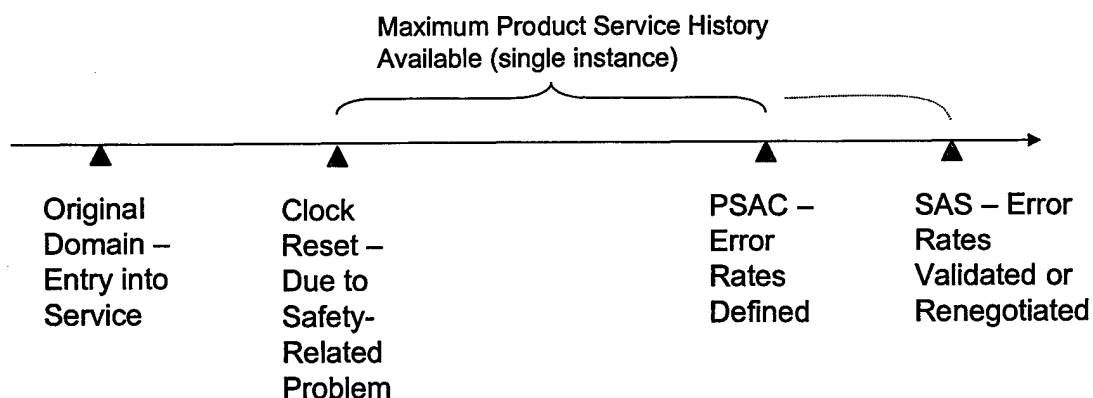 Maximum Product Service History
Available (single instance)
Original
Domain –
Entry into
Service
Clock
Reset –
Due to
Safety-
Related
Problem
PSAC –
Error
Rates
Defined
SAS – Error
Rates
Validated or
Renegotiated